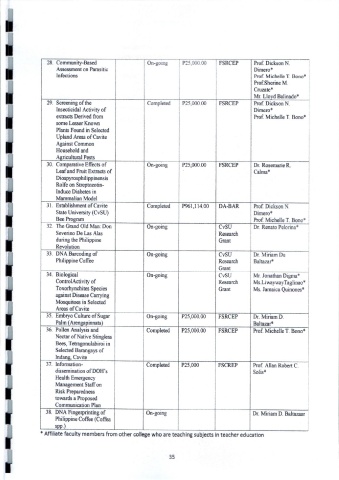 28. Community-Based Assessment on Parasitic Infections | On-going | P25,000.00 | FSRCEP | Prof. Dickson N. Dimero* Prof. Michelle T. Bono* Prof. Sherine M. Cruzate* Mr. Lloyd Balinado*
29. Screening of the Insecticidal Activity of extracts Derived from some Lesser Known Plants Found in Selected Upland Areas of Cavite Against Common Household and Agricultural Pests | Completed | P25,000.00 | FSRCEP | Prof. Dickson N. Dimero* Prof. Michelle T. Bono*
30. Comparative Effects of Leaf and Fruit Extracts of Diospyrosphilippinensis Rolfe on Streptozotin-Induce Diabetes in Mammalian Model | On-going | P25,000.00 | FSRCEP | Dr. Rosemarie R. Calma*
31. Establishment of Cavite State University (CvSU) Bee Program | Completed | P961,114.00 | DA-BAR | Prof. Dickson N. Dimero* Prof. Michelle T. Bono*
32. The Grand Old Man: Don Severino De Las Alas during the Philippine Revolution | On-going | CvSU Research Grant | Dr. Renato Pelorina*
33. DNA Barcoding of Philippine Coffee | On-going | CvSU Research Grant | Dr. Miriam Da Baltazar*
34. Biological ControlActivity of Toxorhynchites Species against Disease Carrying Mosquitoes in Selected Areas of Cavite | On-going | CvSU Research Grant | Mr. Jonathan Digma* Ms. LiwaywayTagliano* Ms. Jamaica Quinones*
35. Embryo Culture of Sugar Palm (Arengapinnata) | On-going | P25,000.00 | FSRCEP | Dr. Miriam D. Baltazar*
36. Pollen Analysis and Nectar of Native Stingless Bees, Tetragonulabiroi in Selected Barangays of Indang, Cavite | Completed | P25,000.00 | FSRCEP | Prof. Michelle T. Bono*
37. Information-dissemination of DOH's Health Emergency Management Staff on Risk Preparedness towards a Proposed Communication Plan | Completed | P25,000 | FSCREP | Prof. Allan Robert C. Solis*
38. DNA Fingerprinting of Philippine Coffee (Coffea spp.) | On-going | Dr. Miriam D. Baltazar
* Affiliate faculty members from other college who are teaching subjects in teacher education
35